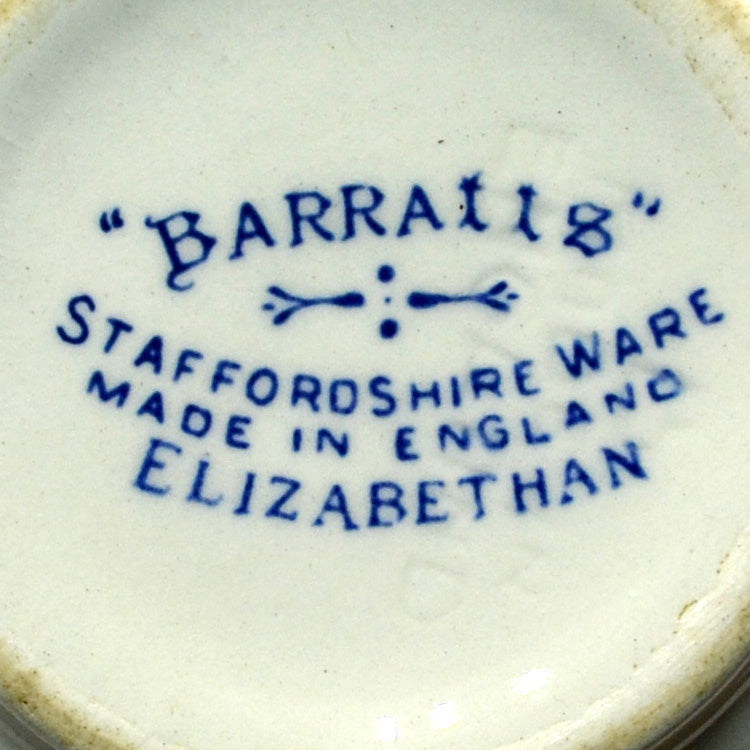 "BARRATTS"
STAFFORDSHIRE WARE
MADE IN ENGLAND
ELIZABETHAN